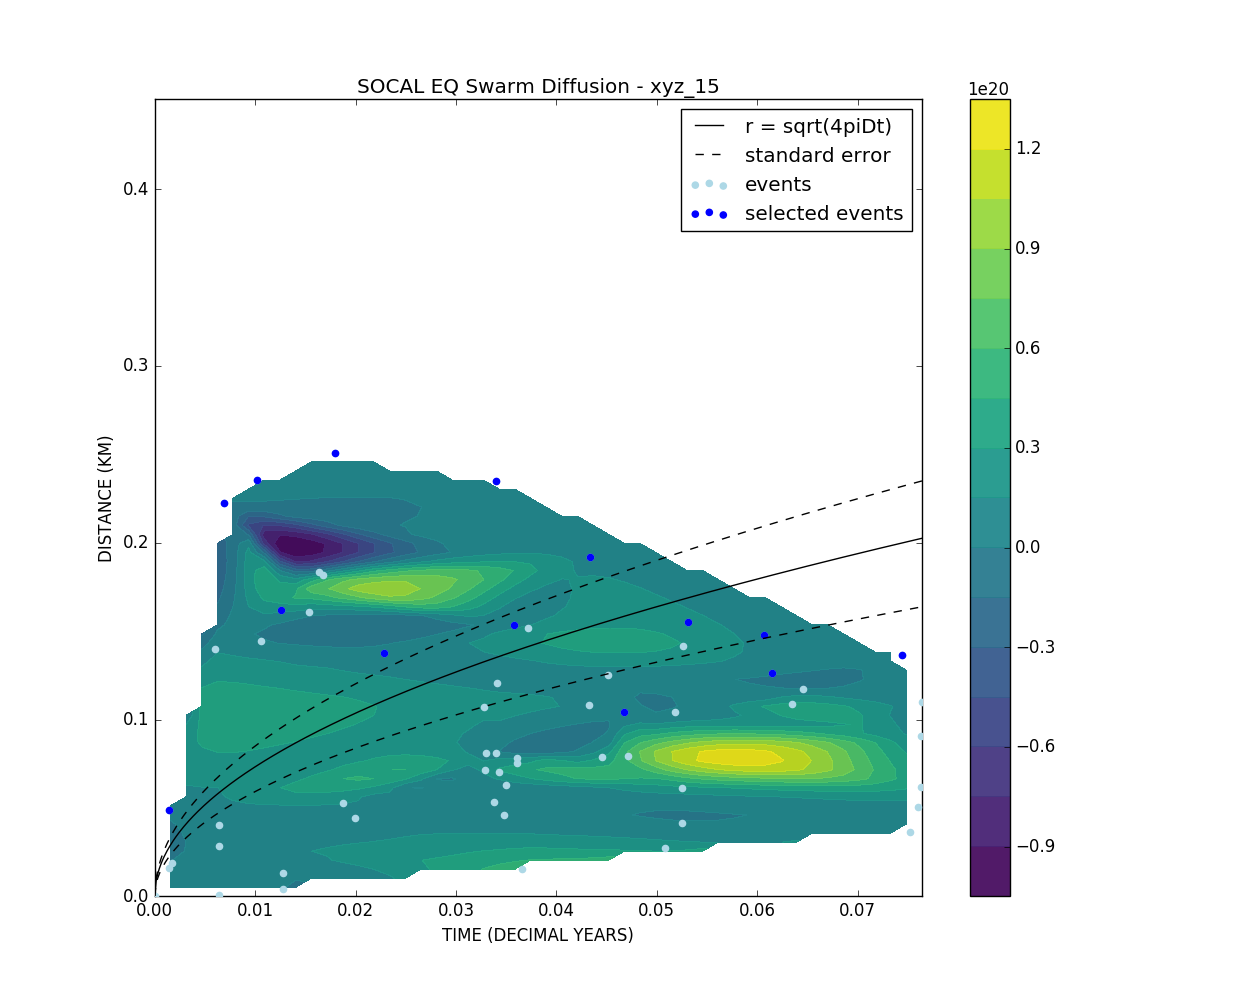 SOCAL EQ Swarm Diffusion - xyz_15
1e20
r = sqrt(4piDt)
standard error
events
selected events
DISTANCE (KM)
0.4
0.3
0.2
0.1
0.0
0.00 0.01 0.02 0.03 0.04 0.05 0.06 0.07
TIME (DECIMAL YEARS)
1.2
0.9
0.6
0.3
0.0
−0.3
−0.6
−0.9